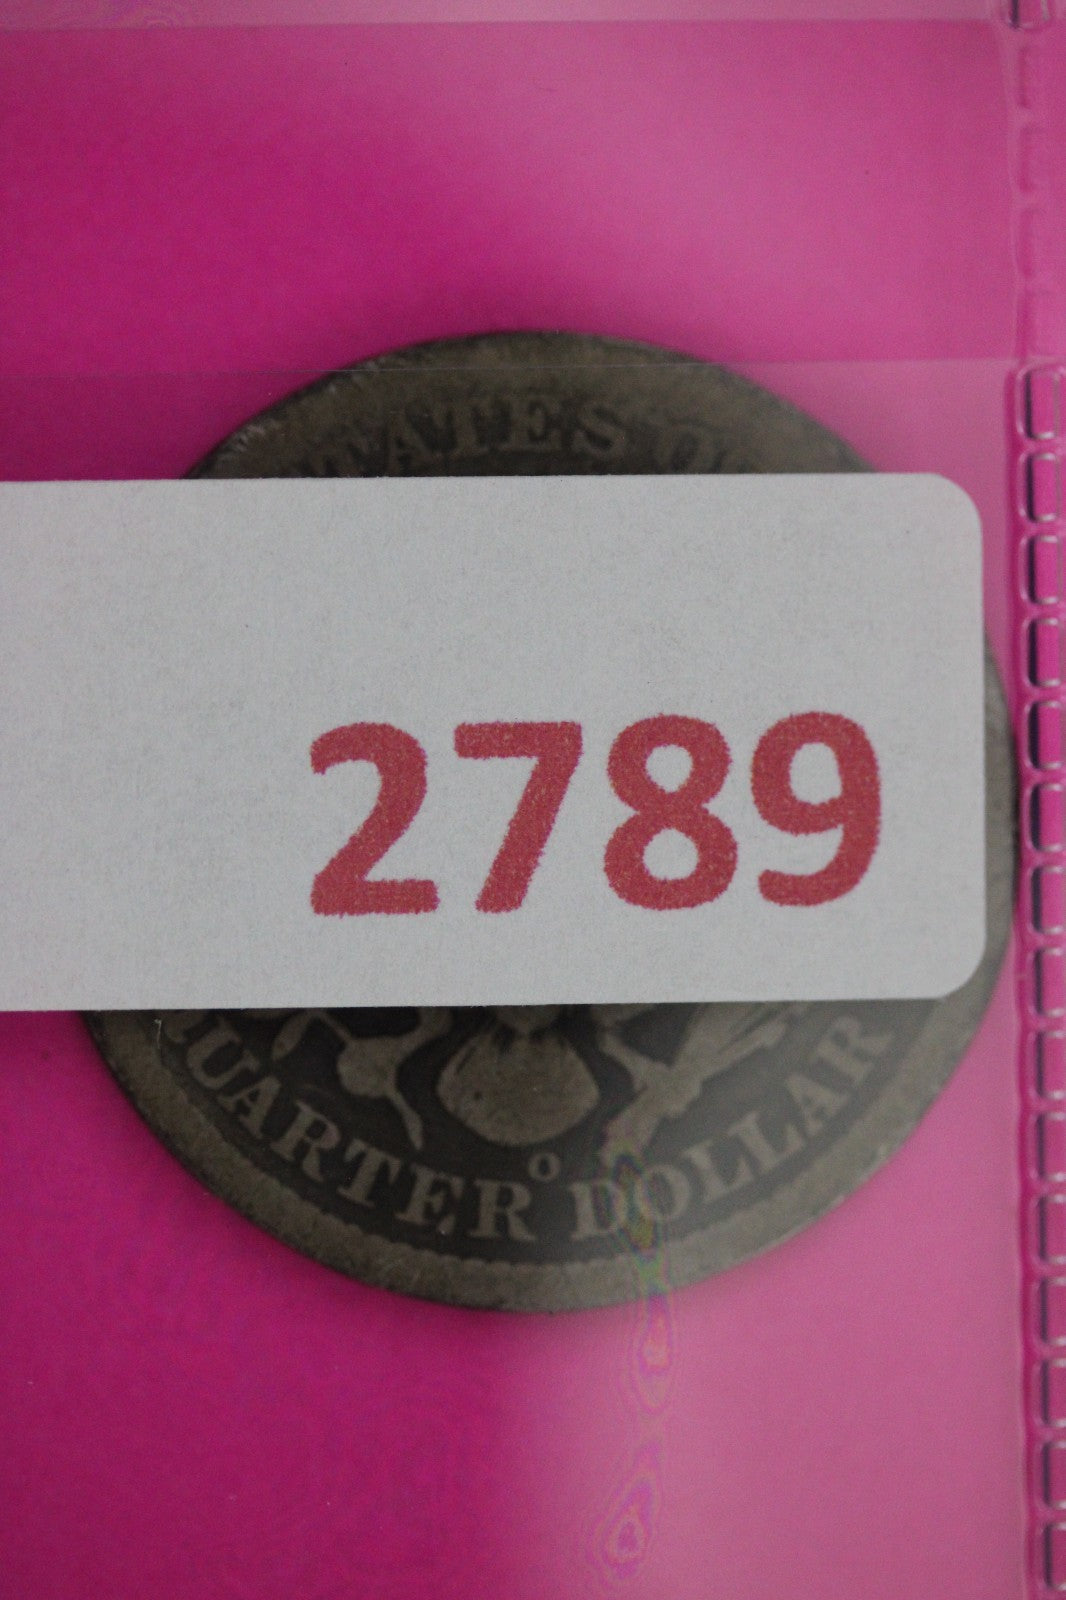 TATES O
2789
UARTER DOLLAR
O